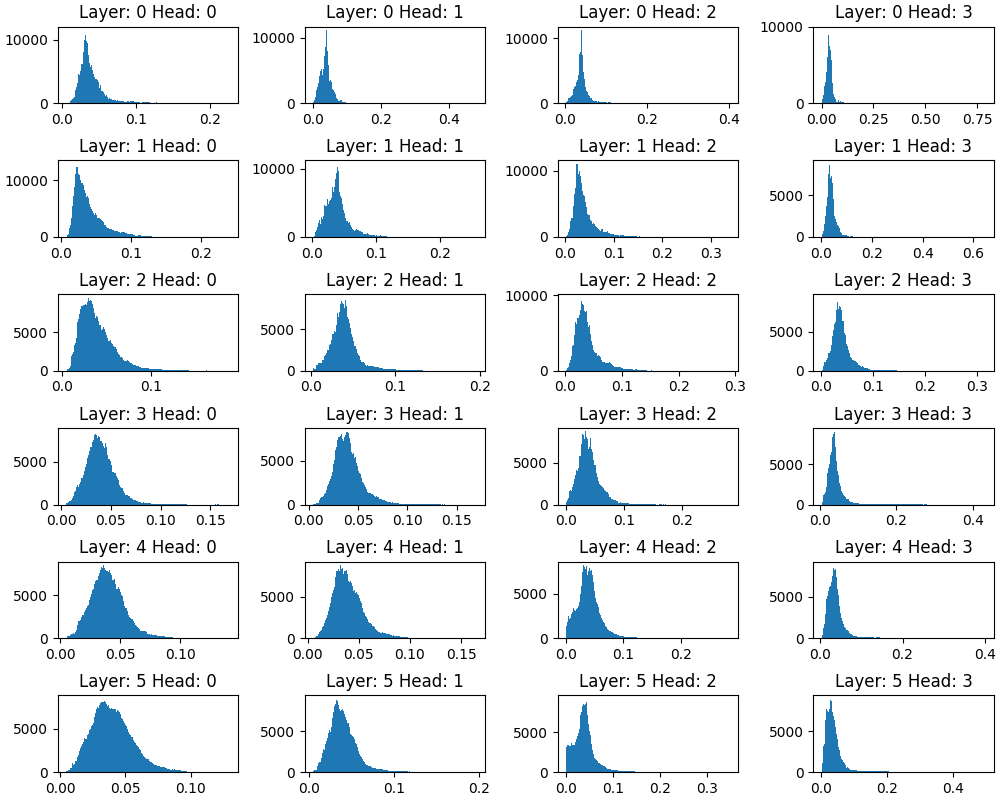 Layer: 0 Head: 0 Layer: 0 Head: 1 Layer: 0 Head: 2 Layer: 0 Head: 3
10000 10000 10000 10000
0 0 0 0
0.0 0.1 0.2 0.0 0.2 0.4 0.0 0.2 0.4 0.00 0.25 0.50 0.75
Layer: 1 Head: 0 Layer: 1 Head: 1 Layer: 1 Head: 2 Layer: 1 Head: 3
10000 10000 10000 5000
0 0 0 0
0.0 0.1 0.2 0.0 0.1 0.2 0.0 0.1 0.2 0.3 0.0 0.2 0.4 0.6
Layer: 2 Head: 0 Layer: 2 Head: 1 Layer: 2 Head: 2 Layer: 2 Head: 3
5000 5000 10000 5000
5000
0 0 0 0
0.0 0.1 0.0 0.1 0.2 0.0 0.1 0.2 0.3 0.0 0.1 0.2 0.3
Layer: 3 Head: 0 Layer: 3 Head: 1 Layer: 3 Head: 2 Layer: 3 Head: 3
5000 5000 5000 5000
0 0 0 0
0.00 0.05 0.10 0.15 0.00 0.05 0.10 0.15 0.0 0.1 0.2 0.0 0.2 0.4
Layer: 4 Head: 0 Layer: 4 Head: 1 Layer: 4 Head: 2 Layer: 4 Head: 3
5000 5000 5000 5000
0 0 0 0
0.00 0.05 0.10 0.00 0.05 0.10 0.15 0.0 0.1 0.2 0.0 0.2 0.4
Layer: 5 Head: 0 Layer: 5 Head: 1 Layer: 5 Head: 2 Layer: 5 Head: 3
5000 5000 5000 5000
0 0 0 0
0.00 0.05 0.10 0.0 0.1 0.2 0.0 0.1 0.2 0.3 0.0 0.2 0.4